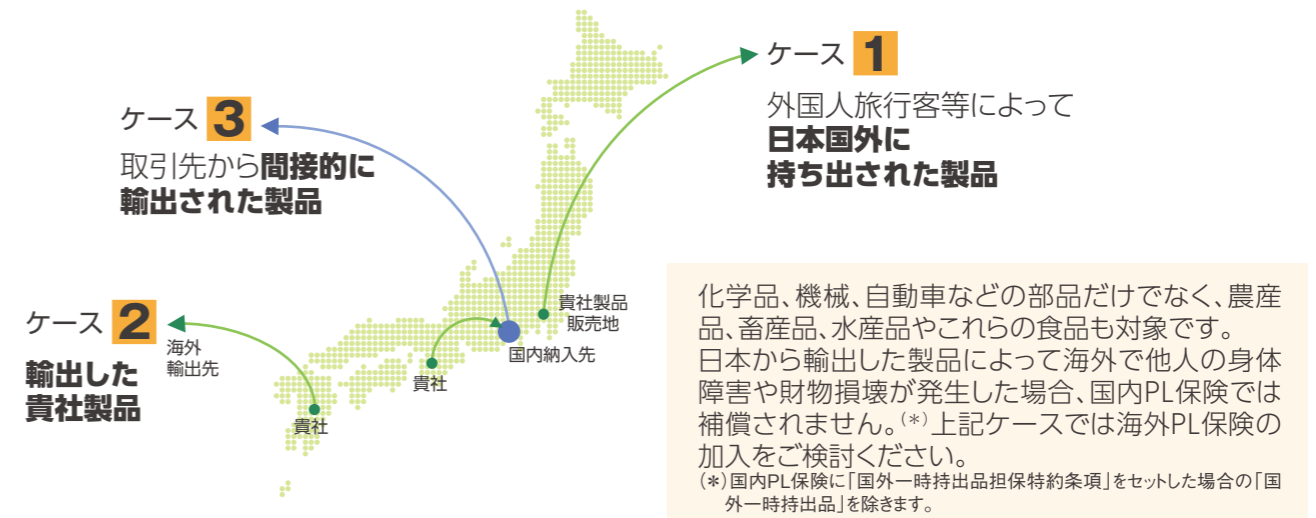 ケース 1
外国人旅行客等によって
日本国外に
持ち出された製品
ケース 3
取引先から間接的に
輸出された製品
ケース 2
輸出した
貴社製品
海外
輸出先
貴社
貴社
国内納入先
貴社製品
販売地
化学品、機械、自動車などの部品だけでなく、農産
品、畜産品、水産品やこれらの食品も対象です。
日本から輸出した製品によって海外で他人の身体
障害や財物損壊が発生した場合、国内PL保険では
補償されません。(*)上記ケースでは海外PL保険の
加入をご検討ください。
(*)国内PL保険に「国外一時持出品担保特約条項」をセットした場合の「国
外一時持出品」を除きます。